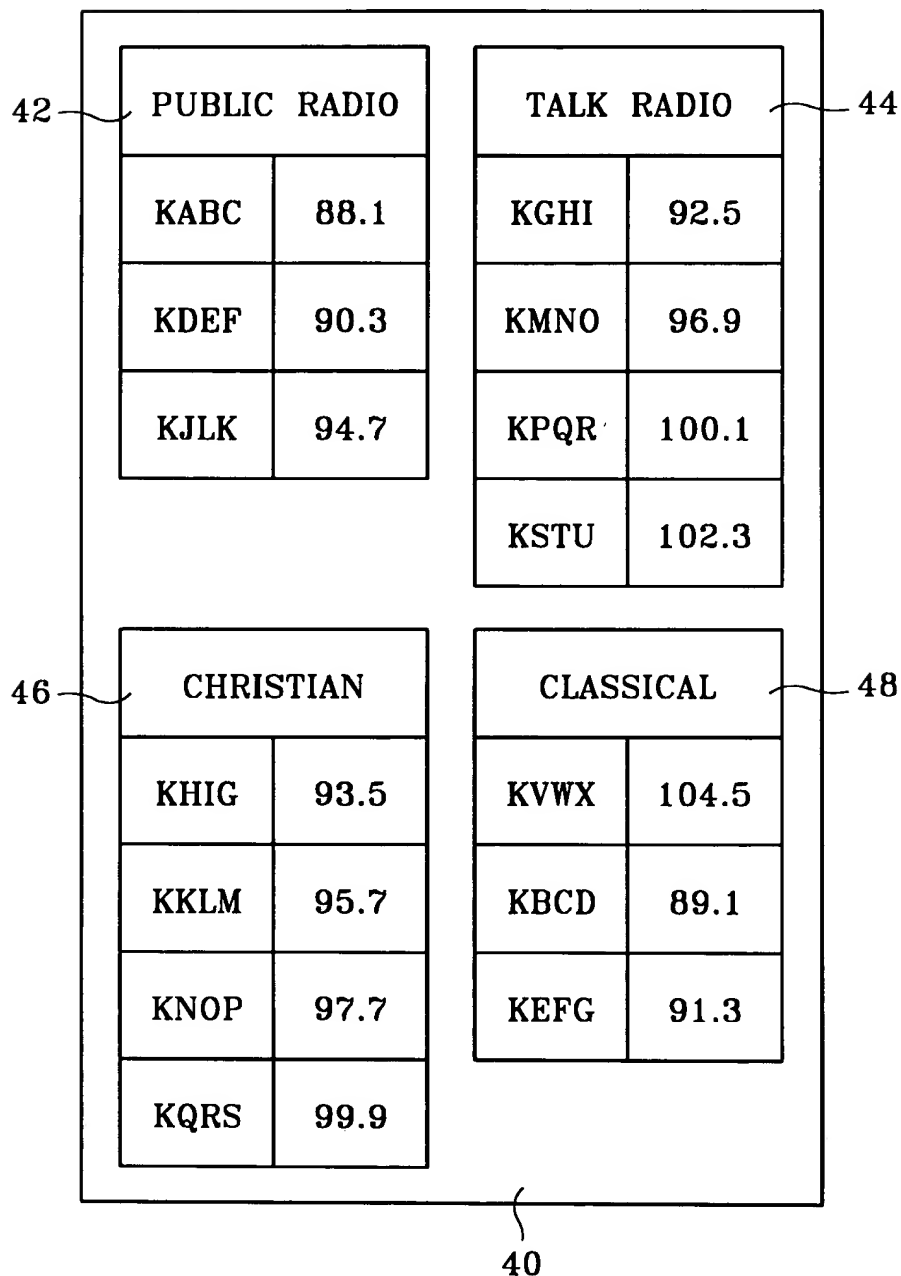 42
PUBLIC RADIO
KABC 88.1
KDEF 90.3
KJLK 94.7
TALK RADIO
44
KGHI 92.5
KMNO 96.9
KPQR 100.1
KSTU 102.3
46
CHRISTIAN
KHIG 93.5
KKLM 95.7
KNOP 97.7
KQRS 99.9
CLASSICAL
48
KVWX 104.5
KBCD 89.1
KEFG 91.3
40